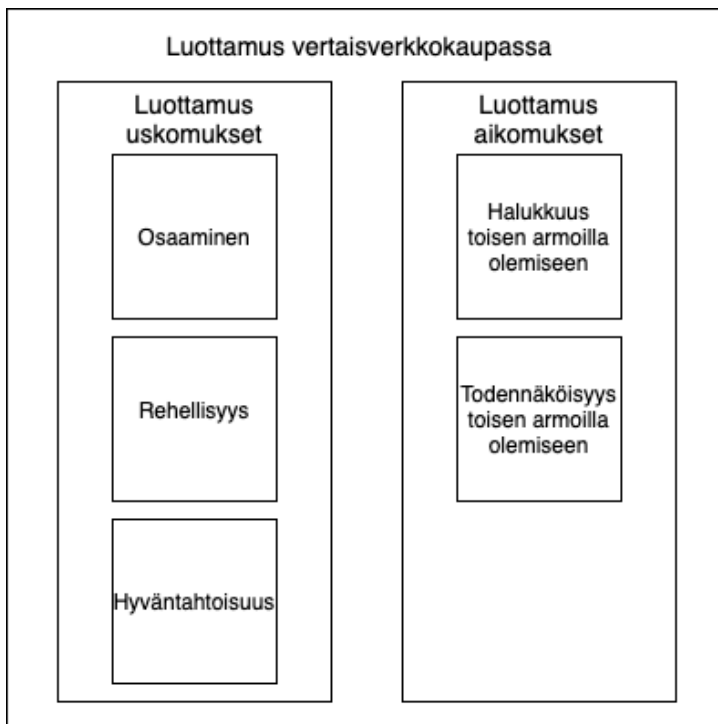 Luottamus vertaisverkkokaupassa
Luottamus
uskomukset
Osaaminen
Rehellisyys
Hyväntahtoisuus
Luottamus
aikomukset
Halukkuus
toisen armoilla
olemiseen
Todennäköisyys
toisen armoilla
olemiseen